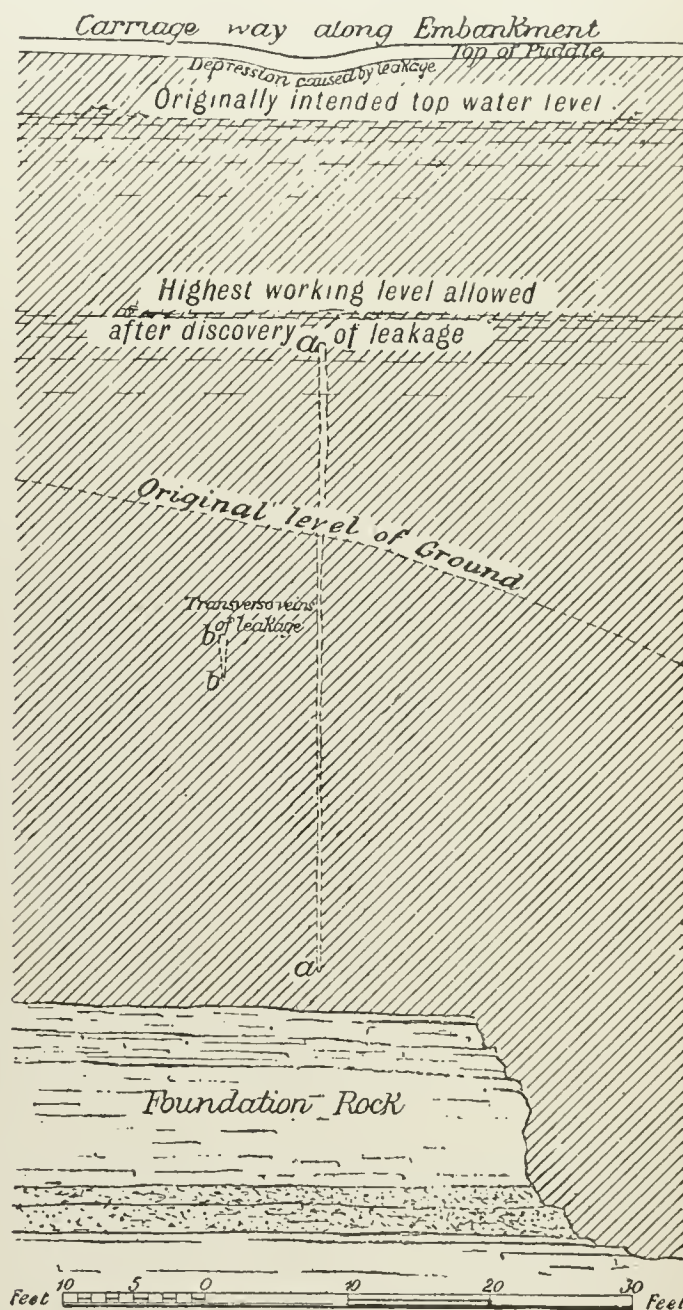 Carriage way along Embankment
Top of Puddle
Depression caused by leakage
Originally intended top water level
Highest working level allowed
after discovery of leakage
a
Original level of Ground
Transverso veins
of leakage
b
b
a
Foundation Rock
Feet 10 5 0 10 20 30 Feet